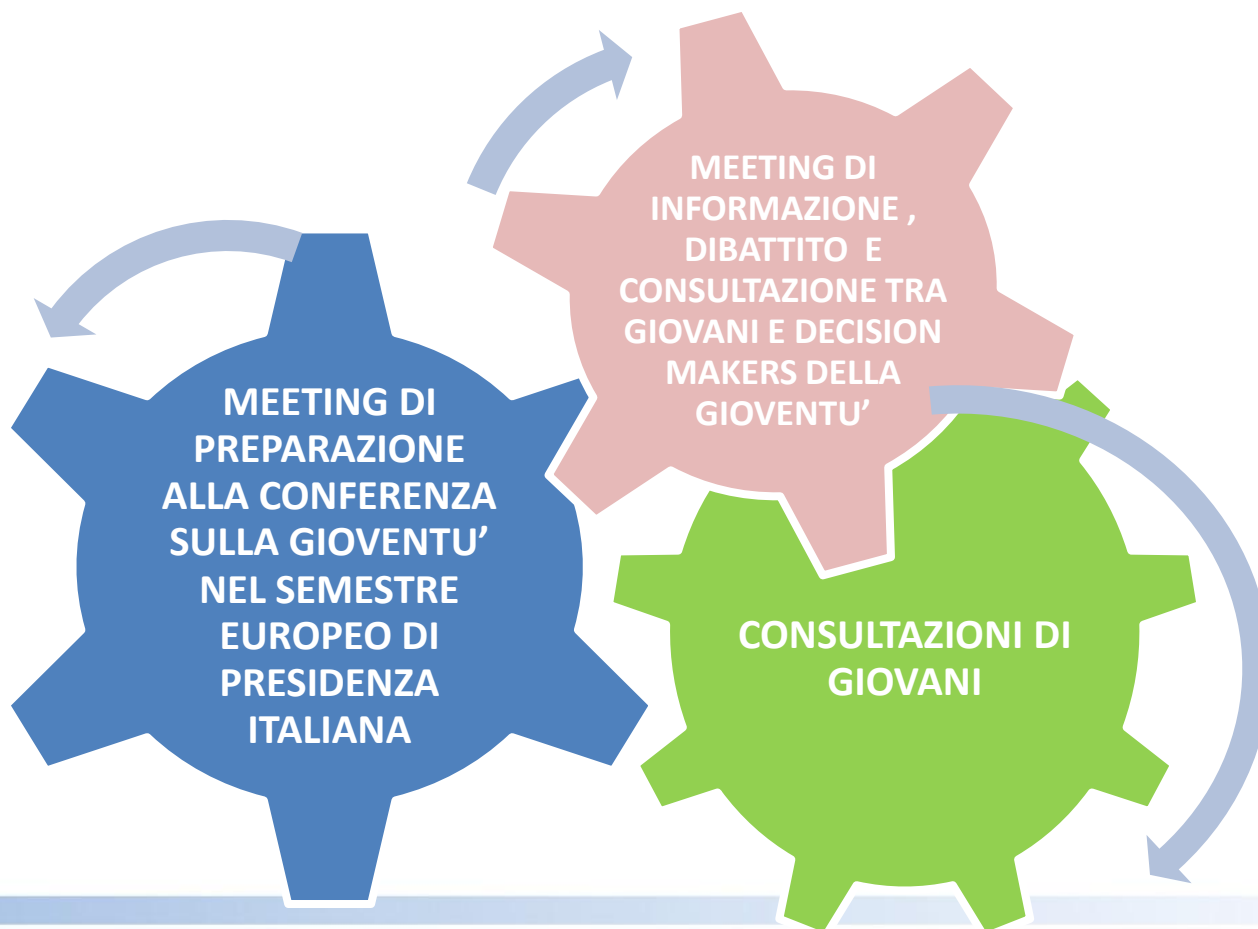 MEETING DI
INFORMAZIONE ,
DIBATTITO E
CONSULTAZIONE TRA
GIOVANI E DECISION
MAKERS DELLA
GIOVENTU’
MEETING DI
PREPARAZIONE
ALLA CONFERENZA
SULLA GIOVENTU’
NEL SEMESTRE
EUROPEO DI
PRESIDENZA
ITALIANA
CONSULTAZIONI DI
GIOVANI